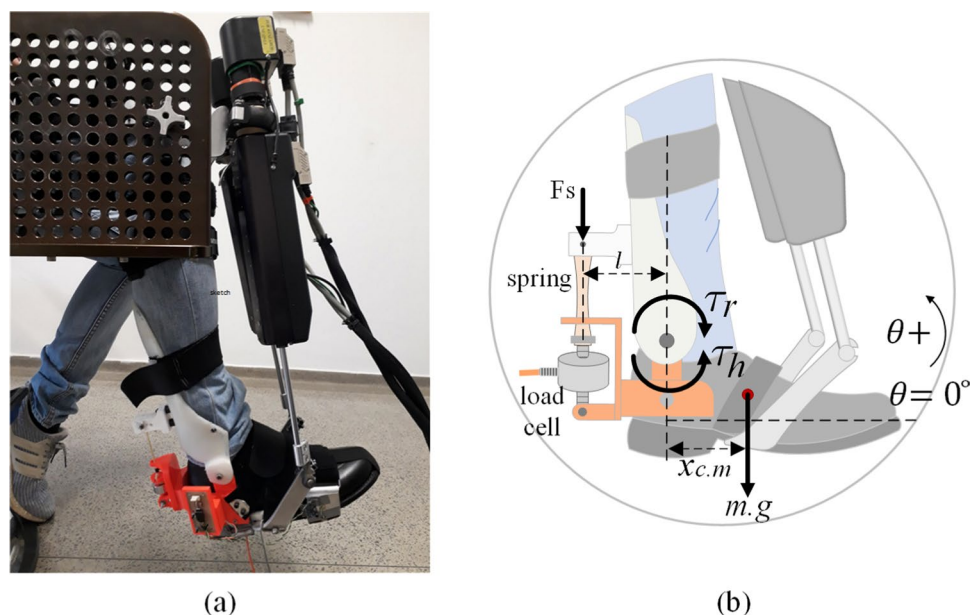 sketch
Fs
l
spring
τr
θ+
τh
θ=0°
load
cell
xc.m
m.g
(a)
(b)